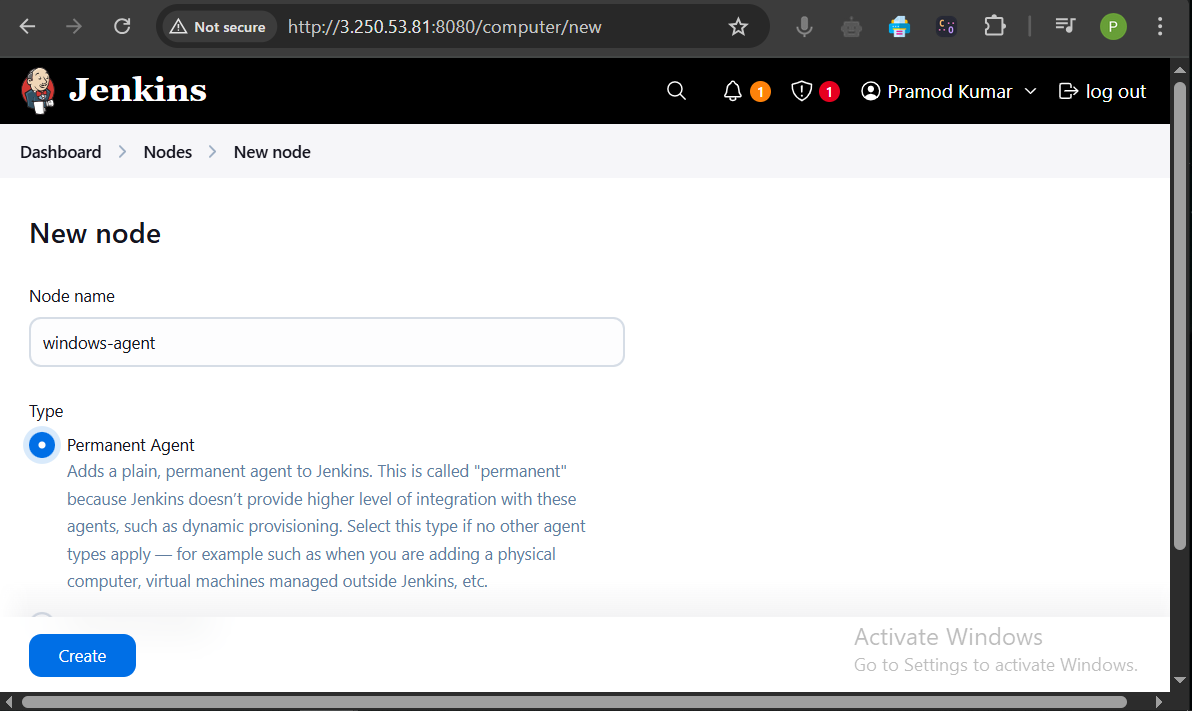 Not secure
http://3.250.53.81:8080/computer/new
P
Jenkins
1
1
Pramod Kumar
log out
Dashboard
Nodes
New node
New node
Node name
windows-agent
Type
Permanent Agent
Adds a plain, permanent agent to Jenkins. This is called "permanent"
because Jenkins doesn’t provide higher level of integration with these
agents, such as dynamic provisioning. Select this type if no other agent
types apply — for example such as when you are adding a physical
computer, virtual machines managed outside Jenkins, etc.
Create
Activate Windows
Go to Settings to activate Windows.